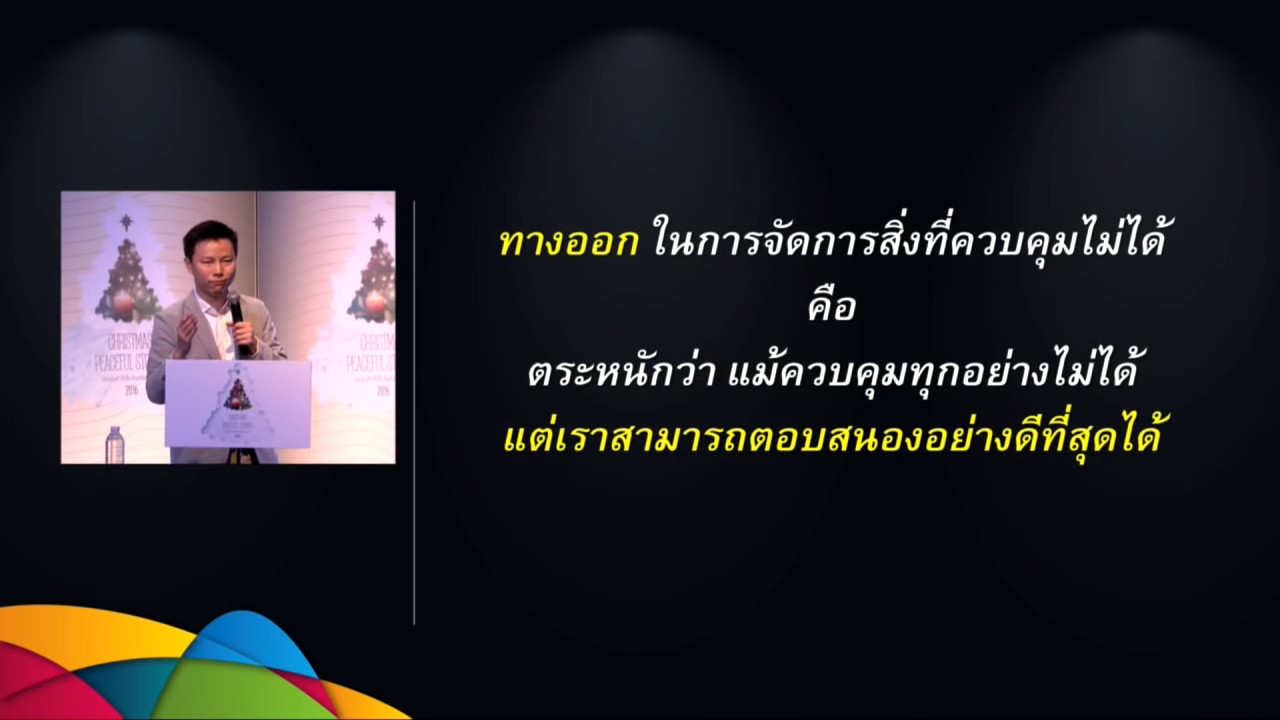 ทางออก ในการจัดการสิ่งที่ควบคุมไม่ได้
คือ
ตระหนักว่า แม้ควบคุมทุกอย่างไม่ได้
แต่เราสามารถตอบสนองอย่างดีที่สุดได้
CHRISTMAS
PEACEFUL
2016
CHRISTMAS
PEACEFUL
2016